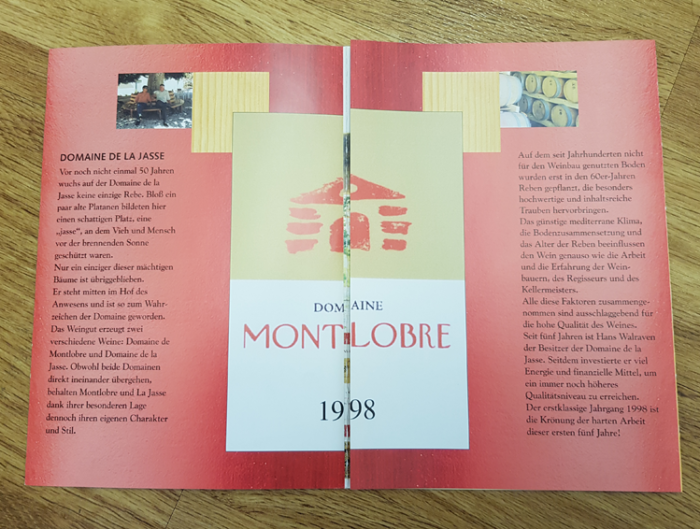 DOMAINE DE LA JASSE
Vor noch nicht einmal 50 Jahren
wuchs auf der Domaine de la
Jasse keine einzige Rebe. Bloß ein
paar alte Platanen bildeten hier
einen schattigen Platz, eine
„jasse", an dem Vieh und Mensch
vor der brennenden Sonne
geschützt waren.
Nur ein einziger dieser mächtigen
Bäume ist übriggeblieben.
Er steht mitten im Hof des
Anwesens und ist so zum Wahr-
zeichen der Domaine geworden.
Das Weingut erzeugt zwei
verschiedene Weine: Domaine de
Montlobre und Domaine de la
Jasse. Obwohl beide Domainen
direkt ineinander übergehen,
behalten Montlobre und La Jasse
dank ihrer besonderen Lage
dennoch ihren eigenen Charakter
und Stil.
DOMAINE
MONTLOBRE
1998
Auf dem seit Jahrhunderten nicht
für den Weinbau genutzten Boden
wurden erst in den 60er-Jahren
Reben gepflanzt, die besonders
hochwertige und inhaltsreiche
Trauben hervorbringen.
Das günstige mediterrane Klima,
die Bodenzusammensetzung und
das Alter der Reben beeinflussen
den Wein genauso wie die Arbeit
und die Erfahrung der Wein-
bauern, des Regisseurs und des
Kellermeisters.
Alle diese Faktoren zusammenge-
nommen sind ausschlaggebend für
die hohe Qualität des Weines.
Seit fünf Jahren ist Hans Walraven
der Besitzer der Domaine de la
Jasse. Seitdem investierte er viel
Energie und finanzielle Mittel, um
ein immer noch höheres
Qualitätsniveau zu erreichen.
Der erstklassige Jahrgang 1998 ist
die Krönung der harten Arbeit
dieser ersten fünf Jahre!